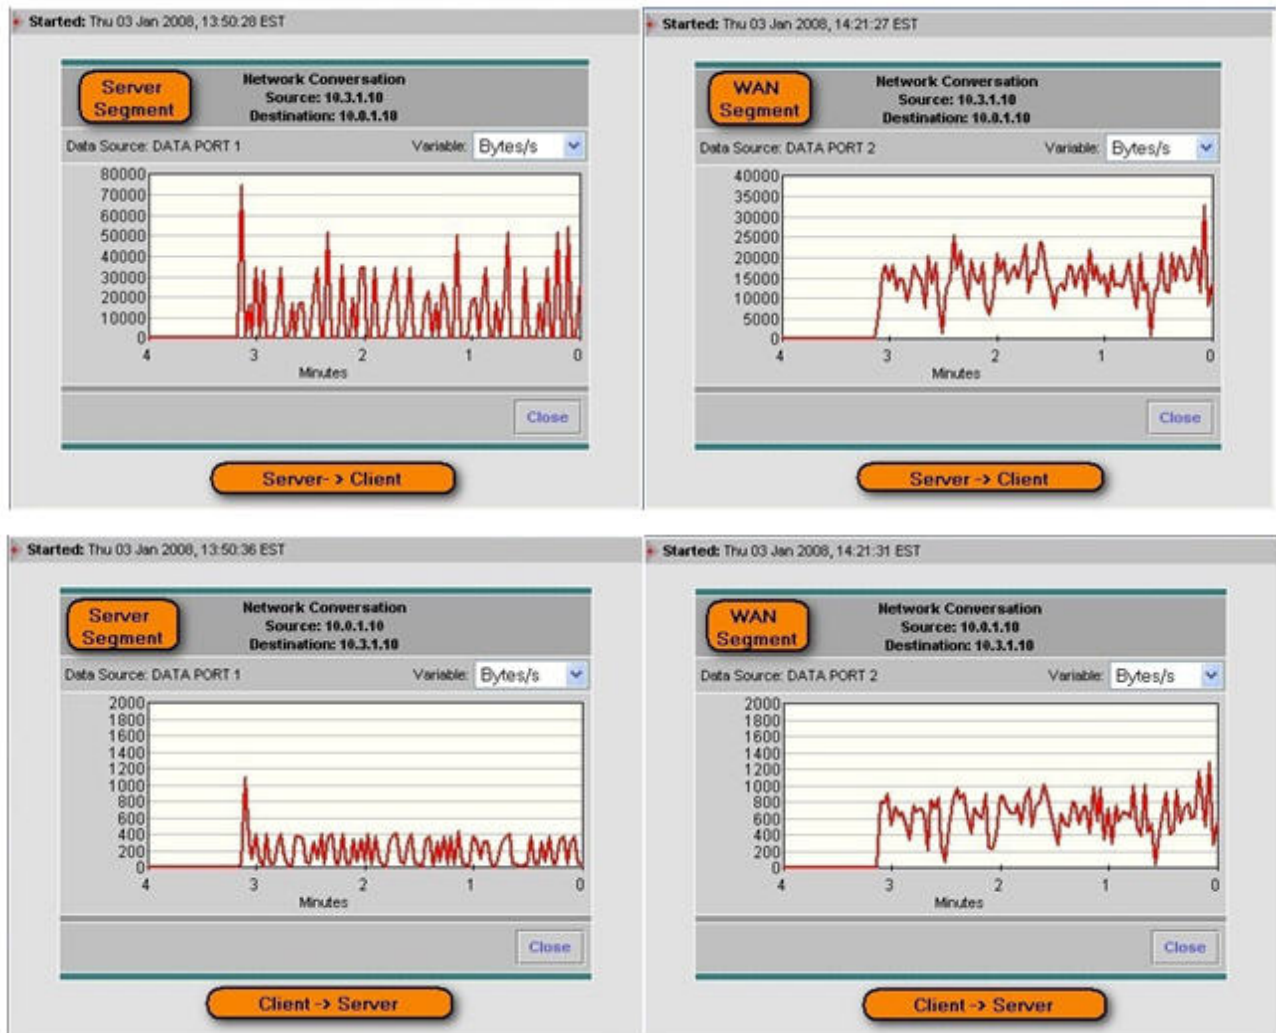 Started: Thu 03 Jan 2008, 13:50:28 EST
Server Segment
Network Conversation
Source: 10.3.1.10
Destination: 10.0.1.10
Data Source: DATA PORT 1 Variable: Bytes/s
80000
70000
60000
50000
40000
30000
20000
10000
0
4 3 2 1 0
Minutes
Close
Server- > Client
Started: Thu 03 Jan 2008, 14:21:27 EST
WAN Segment
Network Conversation
Source: 10.3.1.10
Destination: 10.0.1.10
Data Source: DATA PORT 2 Variable: Bytes/s
40000
35000
30000
25000
20000
15000
10000
5000
0
4 3 2 1 0
Minutes
Close
Server -> Client
Started: Thu 03 Jan 2008, 13:50:36 EST
Server Segment
Network Conversation
Source: 10.0.1.10
Destination: 10.3.1.10
Data Source: DATA PORT 1 Variable: Bytes/s
2000
1800
1600
1400
1200
1000
800
600
400
200
0
4 3 2 1 0
Minutes
Close
Client -> Server
Started: Thu 03 Jan 2008, 14:21:31 EST
WAN Segment
Network Conversation
Source: 10.0.1.10
Destination: 10.3.1.10
Data Source: DATA PORT 2 Variable: Bytes/s
2000
1800
1600
1400
1200
1000
800
600
400
200
0
4 3 2 1 0
Minutes
Close
Client -> Server